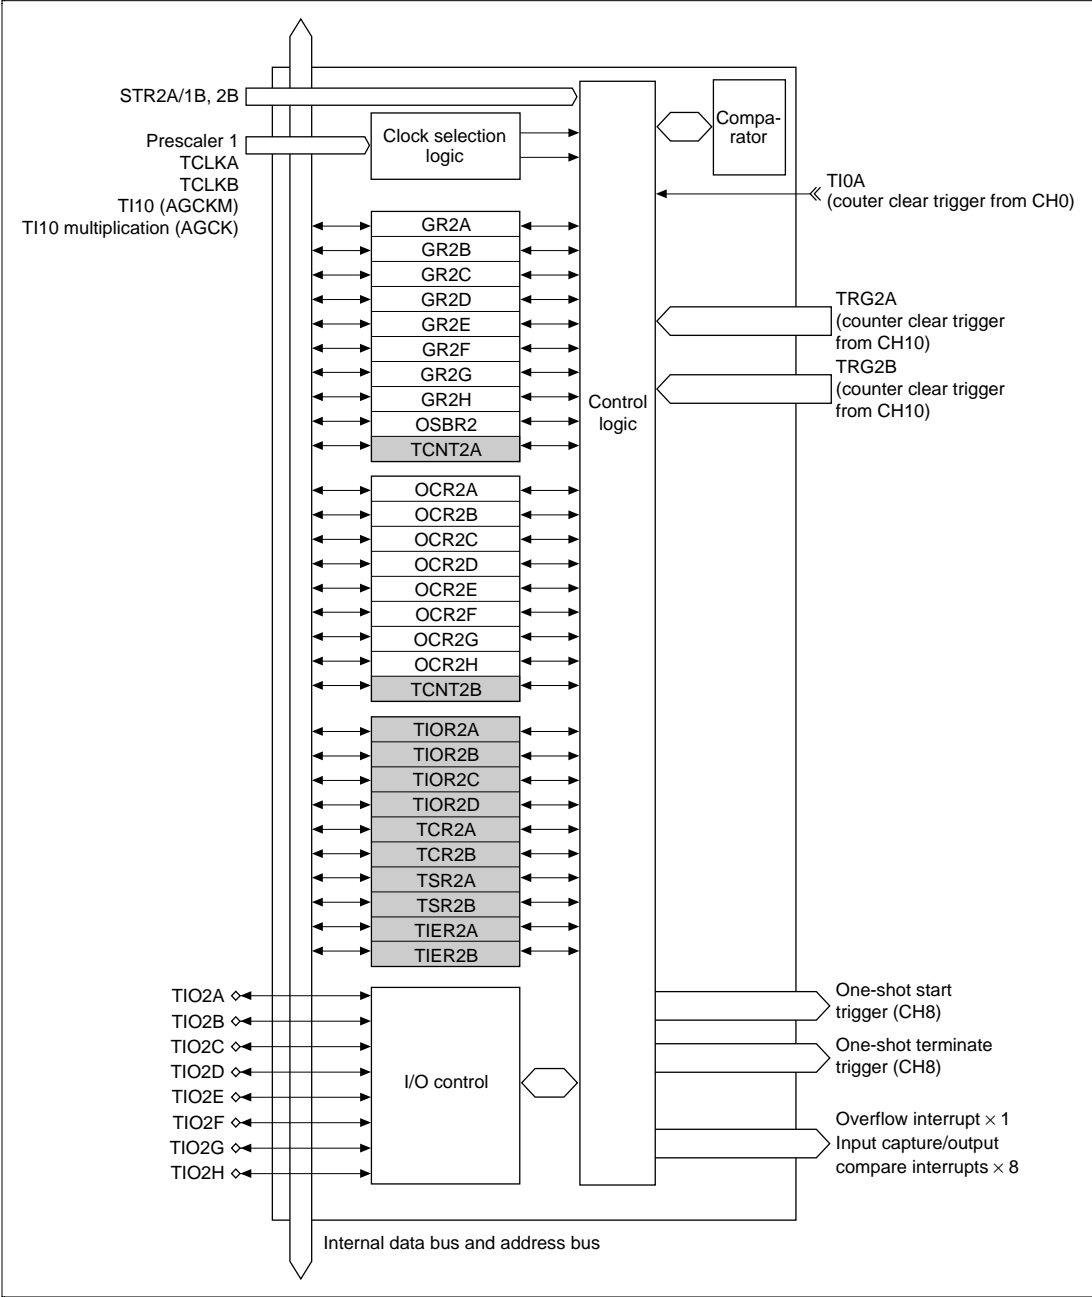 STR2A/1B, 2B
Prescaler 1
TCLKA
TCLKB
TI10 (AGCKM)
TI10 multiplication (AGCK)
Clock selection
logic
Compa-
rator
TI0A
(couter clear trigger from CH0)
GR2A
GR2B
GR2C
GR2D
GR2E
GR2F
GR2G
GR2H
OSBR2
TCNT2A
TRG2A
(counter clear trigger
from CH10)
TRG2B
(counter clear trigger
from CH10)
Control
logic
OCR2A
OCR2B
OCR2C
OCR2D
OCR2E
OCR2F
OCR2G
OCR2H
TCNT2B
TIOR2A
TIOR2B
TIOR2C
TIOR2D
TCR2A
TCR2B
TSR2A
TSR2B
TIER2A
TIER2B
TIO2A
TIO2B
TIO2C
TIO2D
TIO2E
TIO2F
TIO2G
TIO2H
I/O control
One-shot start
trigger (CH8)
One-shot terminate
trigger (CH8)
Overflow interrupt × 1
Input capture/output
compare interrupts × 8
Internal data bus and address bus